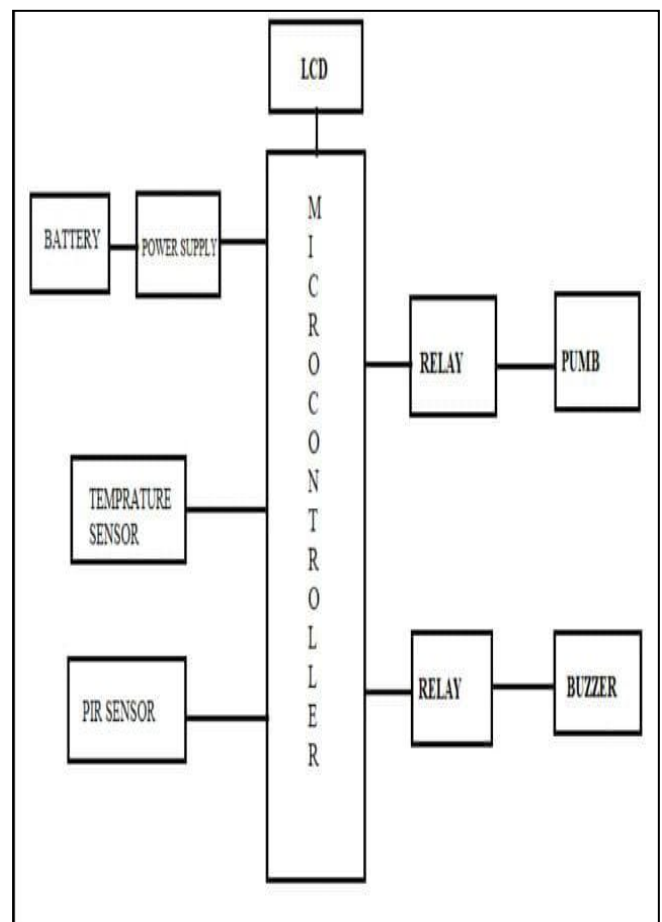 LCD
BATTERY
POWER SUPPLY
M
I
C
R
O
C
O
N
T
R
O
L
L
E
R
RELAY
PUMB
TEMPRATURE
SENSOR
PIR SENSOR
RELAY
BUZZER